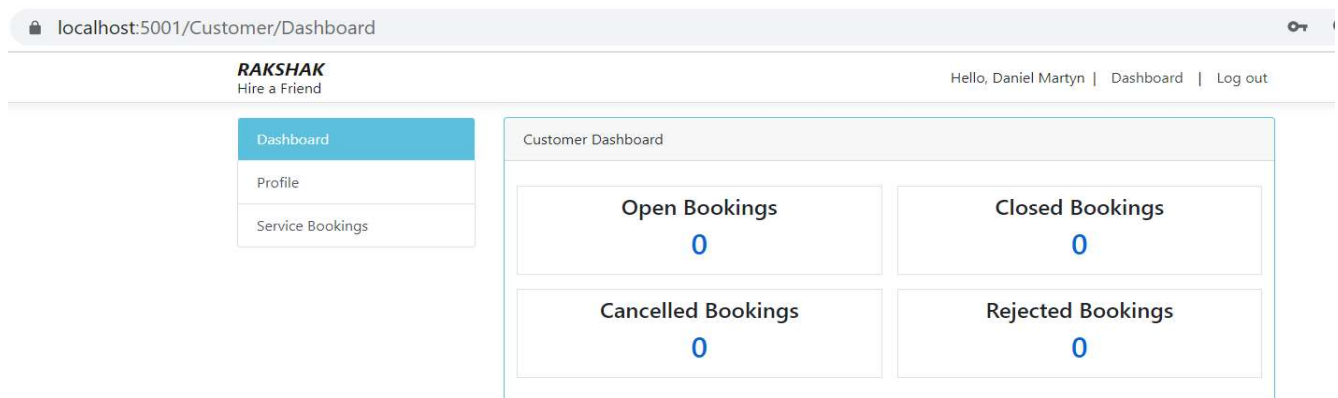 localhost:5001/Customer/Dashboard
RAKSHAK
Hire a Friend
Hello, Daniel Martyn | Dashboard | Log out
Dashboard
Profile
Service Bookings
Customer Dashboard
Open Bookings
0
Closed Bookings
0
Cancelled Bookings
0
Rejected Bookings
0